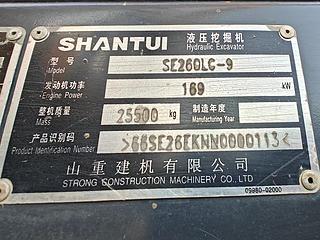 SHANTUI 液压挖掘机
Hydraulic Excavator
型号 SE260LC-9
Model
发动机功率 169 kW
Engine Power
整机质量 25500 kg 制造年度
Mass Manufacturing Year
产品识别码 >68SE26EKNN0000113<
Product Identification Number
山重建机有限公司
STRONG CONSTRUCTION MACHINERY CO., LTD
09980-02000